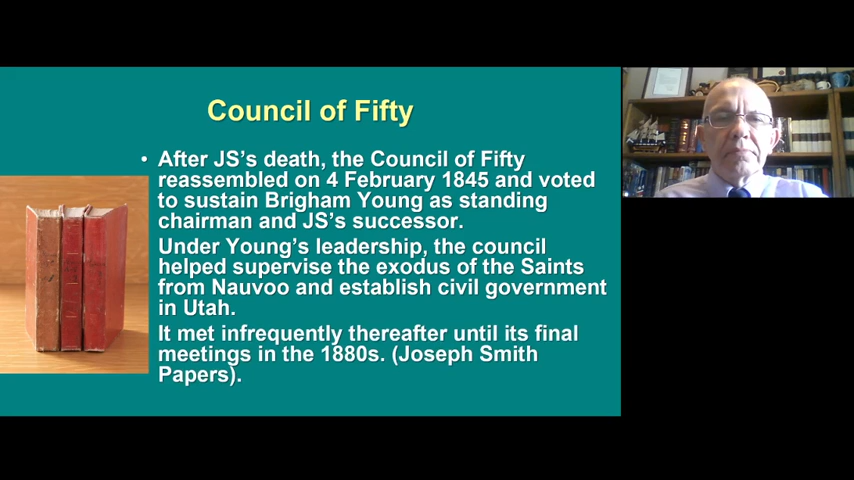 Council of Fifty
• After JS's death, the Council of Fifty
reassembled on 4 February 1845 and voted
to sustain Brigham Young as standing
chairman and JS's successor.
Under Young's leadership, the council
helped supervise the exodus of the Saints
from Nauvoo and establish civil government
in Utah.
It met infrequently thereafter until its final
meetings in the 1880s. (Joseph Smith
Papers).